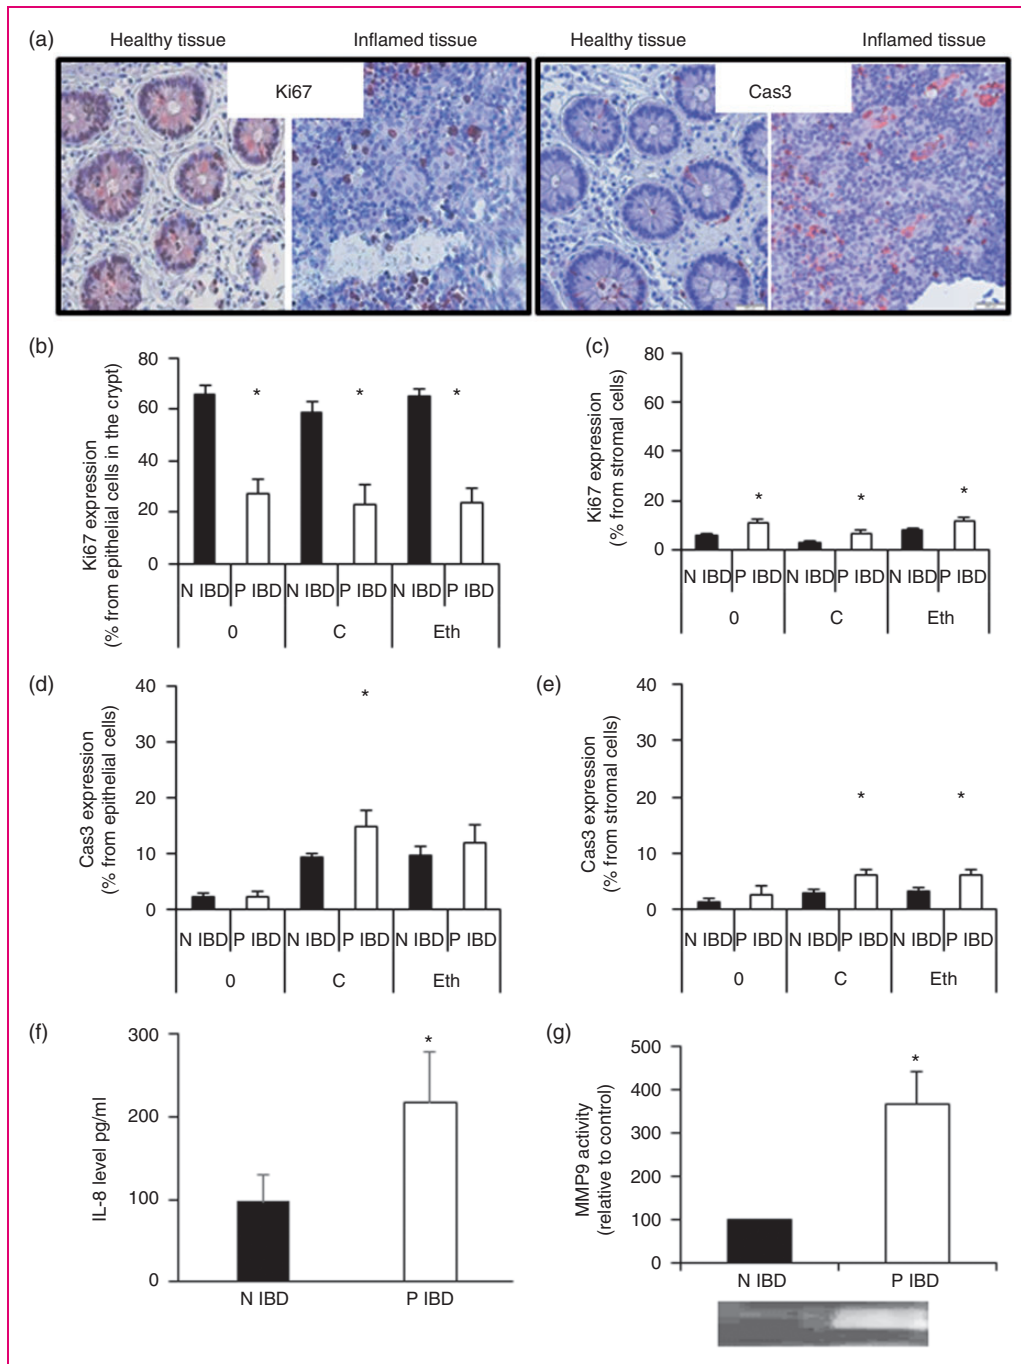 (a)
Healthy tissue Inflamed tissue Healthy tissue Inflamed tissue
Ki67 Cas3
(b)
Ki67 expression
(% from epithelial cells in the crypt)
80
60
40
20
0
* * *
N IBD P IBD N IBD P IBD N IBD P IBD
0 C Eth
(c)
Ki67 expression
(% from stromal cells)
80
60
40
20
0
* * *
N IBD P IBD N IBD P IBD N IBD P IBD
0 C Eth
(d)
Cas3 expression
(% from epithelial cells)
40
30
20
10
0
*
N IBD P IBD N IBD P IBD N IBD P IBD
0 C Eth
(e)
Cas3 expression
(% from stromal cells)
40
30
20
10
0
* *
N IBD P IBD N IBD P IBD N IBD P IBD
0 C Eth
(f)
IL-8 level pg/ml
300
200
100
0
*
N IBD P IBD
(g)
MMP9 activity
(relative to control)
500
400
300
200
100
0
*
N IBD P IBD